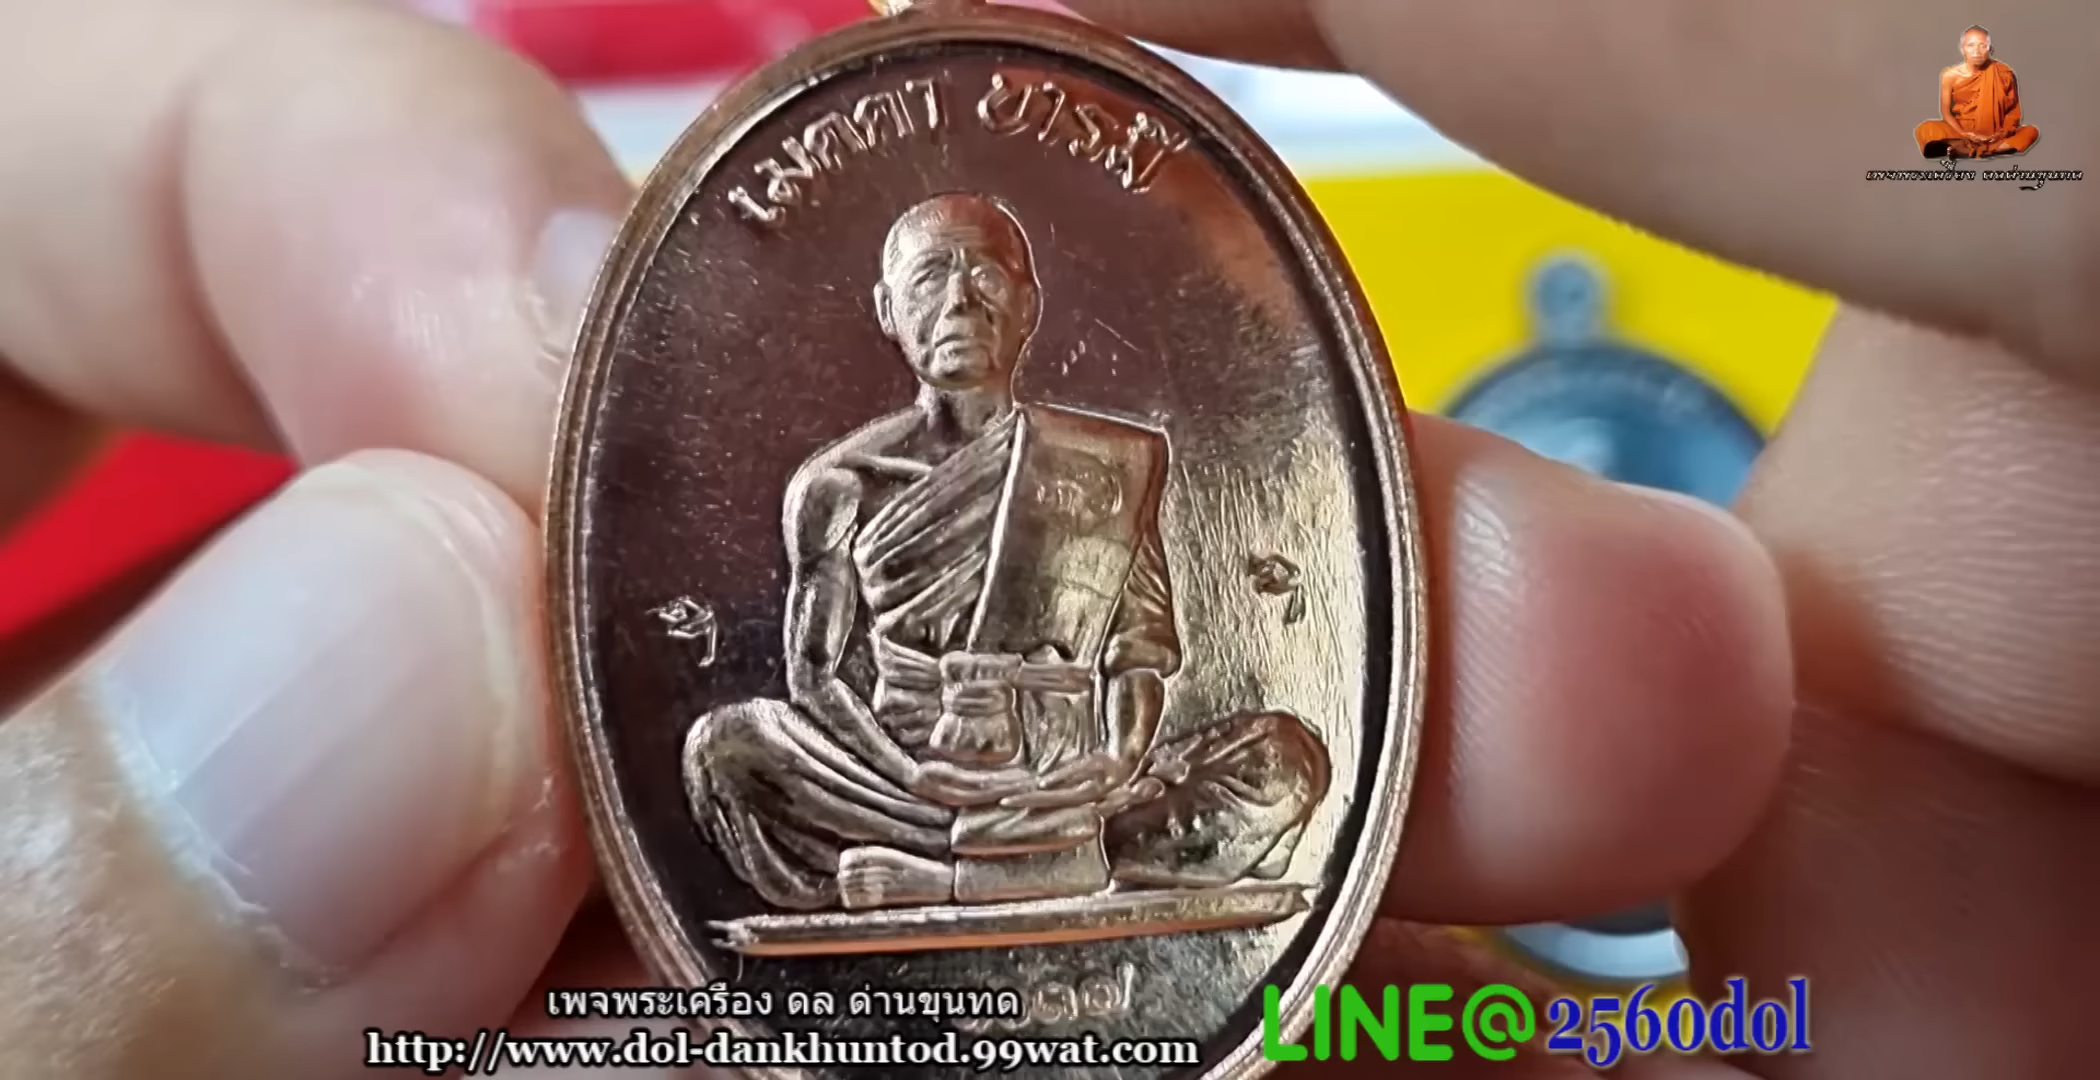 เมตตา บารมี
เพจพระเครื่อง ดล ด่านขุนทด
http://www.dol-dankhuntod.99wat.com
LINE@2560dol